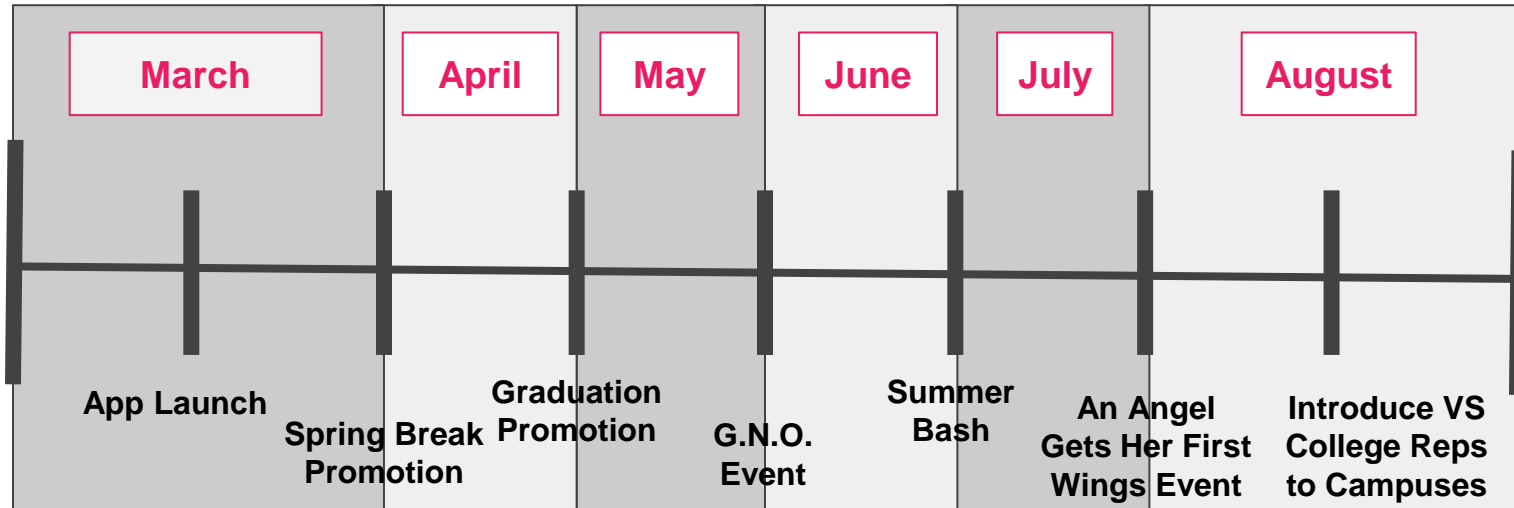 March
April
May
June
July
August
App Launch
Spring Break
Promotion
Graduation
Promotion
G.N.O.
Event
Summer
Bash
An Angel
Gets Her First
Wings Event
Introduce VS
College Reps
to Campuses